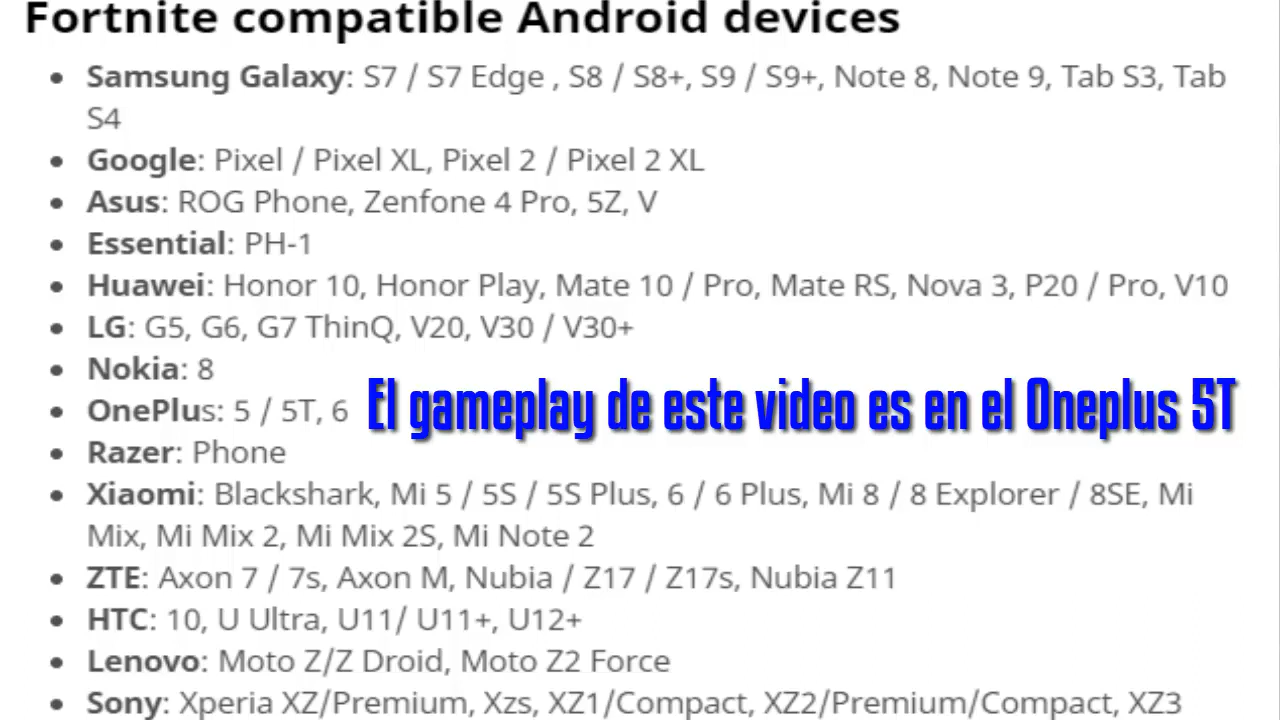 Fortnite compatible Android devices
• Samsung Galaxy: S7 / S7 Edge , S8 / S8+, S9 / S9+, Note 8, Note 9, Tab S3, Tab
S4
• Google: Pixel / Pixel XL, Pixel 2 / Pixel 2 XL
• Asus: ROG Phone, Zenfone 4 Pro, 5Z, V
• Essential: PH-1
• Huawei: Honor 10, Honor Play, Mate 10 / Pro, Mate RS, Nova 3, P20 / Pro, V10
• LG: G5, G6, G7 ThinQ, V20, V30 / V30+
• Nokia: 8
• OnePlus: 5 / 5T, 6
El gameplay de este video es en el Oneplus 5T
• Razer: Phone
• Xiaomi: Blackshark, Mi 5 / 5S / 5S Plus, 6 / 6 Plus, Mi 8 / 8 Explorer / 8SE, Mi
Mix, Mi Mix 2, Mi Mix 2S, Mi Note 2
• ZTE: Axon 7 / 7s, Axon M, Nubia / Z17 / Z17s, Nubia Z11
• HTC: 10, U Ultra, U11/ U11+, U12+
• Lenovo: Moto Z/Z Droid, Moto Z2 Force
• Sony: Xperia XZ/Premium, Xzs, XZ1/Compact, XZ2/Premium/Compact, XZ3